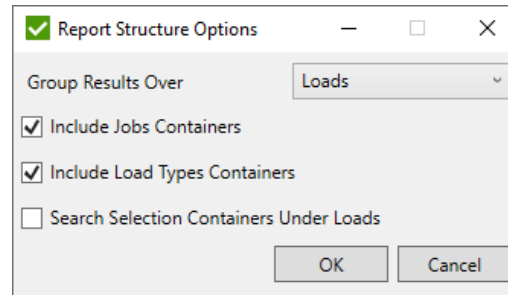 Report Structure Options
Group Results Over Loads
Include Jobs Containers
Include Load Types Containers
Search Selection Containers Under Loads
OK Cancel